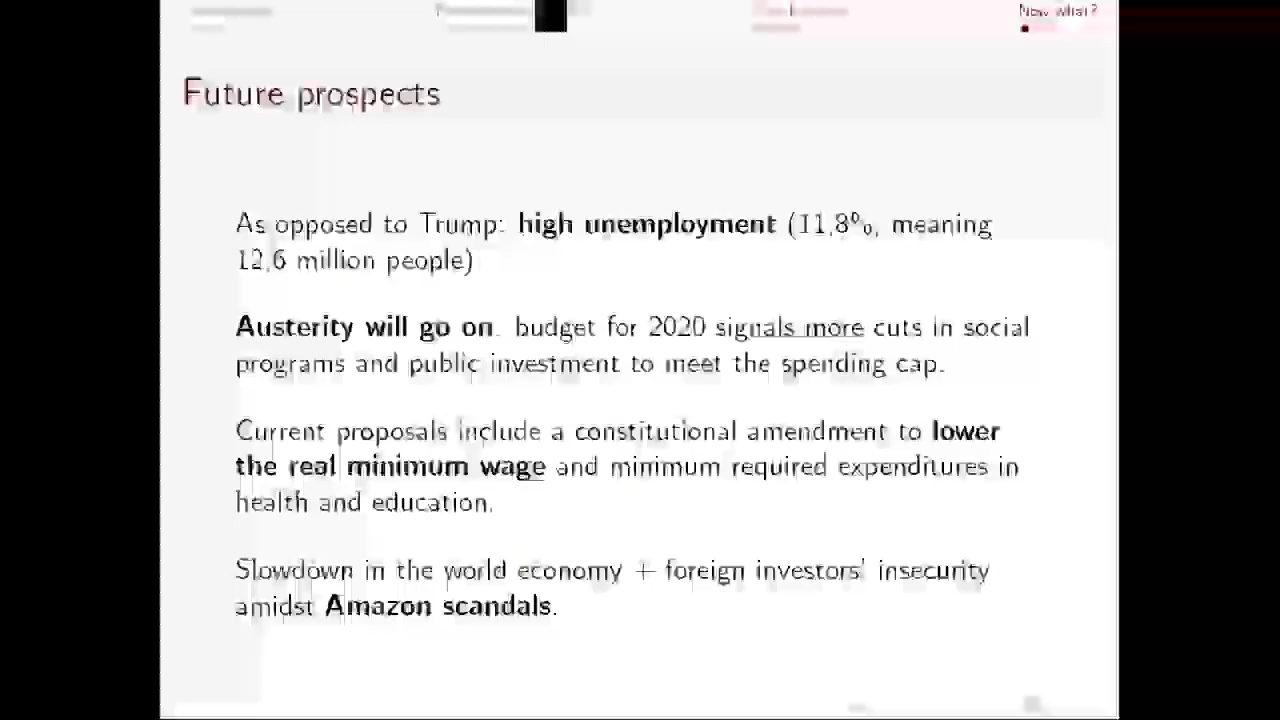 Now what?
Future prospects
As opposed to Trump: high unemployment (11,8%, meaning
12,6 million people)
Austerity will go on: budget for 2020 signals more cuts in social
programs and public investment to meet the spending cap.
Current proposals include a constitutional amendment to lower
the real minimum wage and minimum required expenditures in
health and education.
Slowdown in the world economy + foreign investors' insecurity
amidst Amazon scandals.